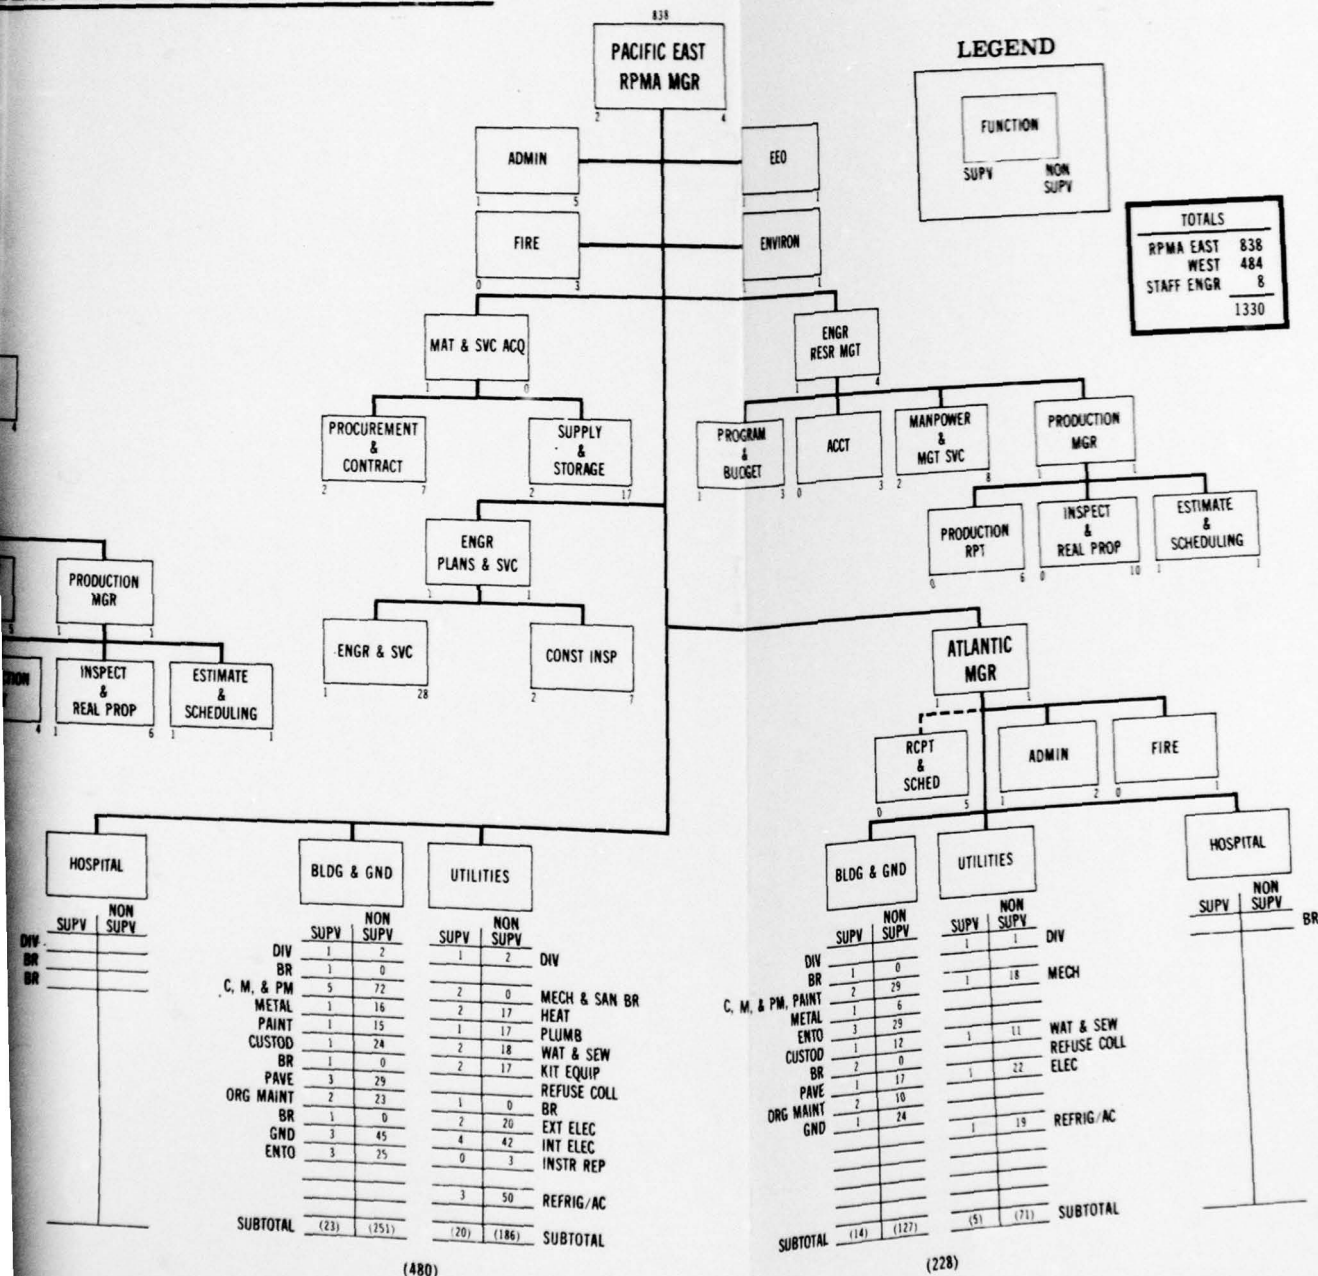 838
PACIFIC EAST
RPMA MGR
2 4
LEGEND
FUNCTION
SUPV NON
SUPV
TOTALS
RPMA EAST 838
WEST 484
STAFF ENGR 8
1330
ADMIN
1 5
EEO
1 1
FIRE
0 3
ENVIRON
1
MAT & SVC ACQ
1 0
ENGR
RESR MGT
1 4
PROCUREMENT
&
CONTRACT
2 7
SUPPLY
&
STORAGE
2 17
PROGRAM
&
BUDGET
1 3
ACCT
0 3
MANPOWER
&
MGT SVC
2 8
PRODUCTION
MGR
1 1
4
ENGR
PLANS & SVC
1 1
PRODUCTION
RPT
0 6
INSPECT
&
REAL PROP
0 10
ESTIMATE
&
SCHEDULING
1 1
PRODUCTION
MGR
1 1
5
ENGR & SVC
1 28
CONST INSP
2 7
ATLANTIC
MGR
1 1
4
INSPECT
&
REAL PROP
1 6
ESTIMATE
&
SCHEDULING
1 1
RCPT
&
SCHED
0 5
ADMIN
1 2
FIRE
0 1
HOSPITAL
SUPV NON
SUPV
DIV
BR
BR
BLDG & GND
SUPV NON
SUPV
DIV 1 2
BR 1 0
C, M, & PM 5 72
METAL 1 16
PAINT 1 15
CUSTOD 1 24
BR 1 0
PAVE 3 29
ORG MAINT 2 23
BR 1 0
GND 3 45
ENTO 3 25
SUBTOTAL (23) (251)
UTILITIES
SUPV NON
SUPV
1 2 DIV
2 0 MECH & SAN BR
2 17 HEAT
1 17 PLUMB
2 18 WAT & SEW
2 17 KIT EQUIP
REFUSE COLL
1 0 BR
2 20 EXT ELEC
4 42 INT ELEC
0 3 INSTR REP
3 50 REFRIG/AC
(20) (186) SUBTOTAL
(480)
BLDG & GND
SUPV NON
SUPV
DIV
BR 1 0
C, M, & PM, PAINT 2 29
METAL 1 6
ENTO 3 29
CUSTOD 1 12
BR 2 0
PAVE 1 17
ORG MAINT 2 10
GND 1 24
SUBTOTAL (14) (127)
UTILITIES
SUPV NON
SUPV
1 1 DIV
1 18 MECH
1 11 WAT & SEW
REFUSE COLL
1 22 ELEC
1 19 REFRIG/AC
(5) (71) SUBTOTAL
(228)
HOSPITAL
SUPV NON
SUPV
BR